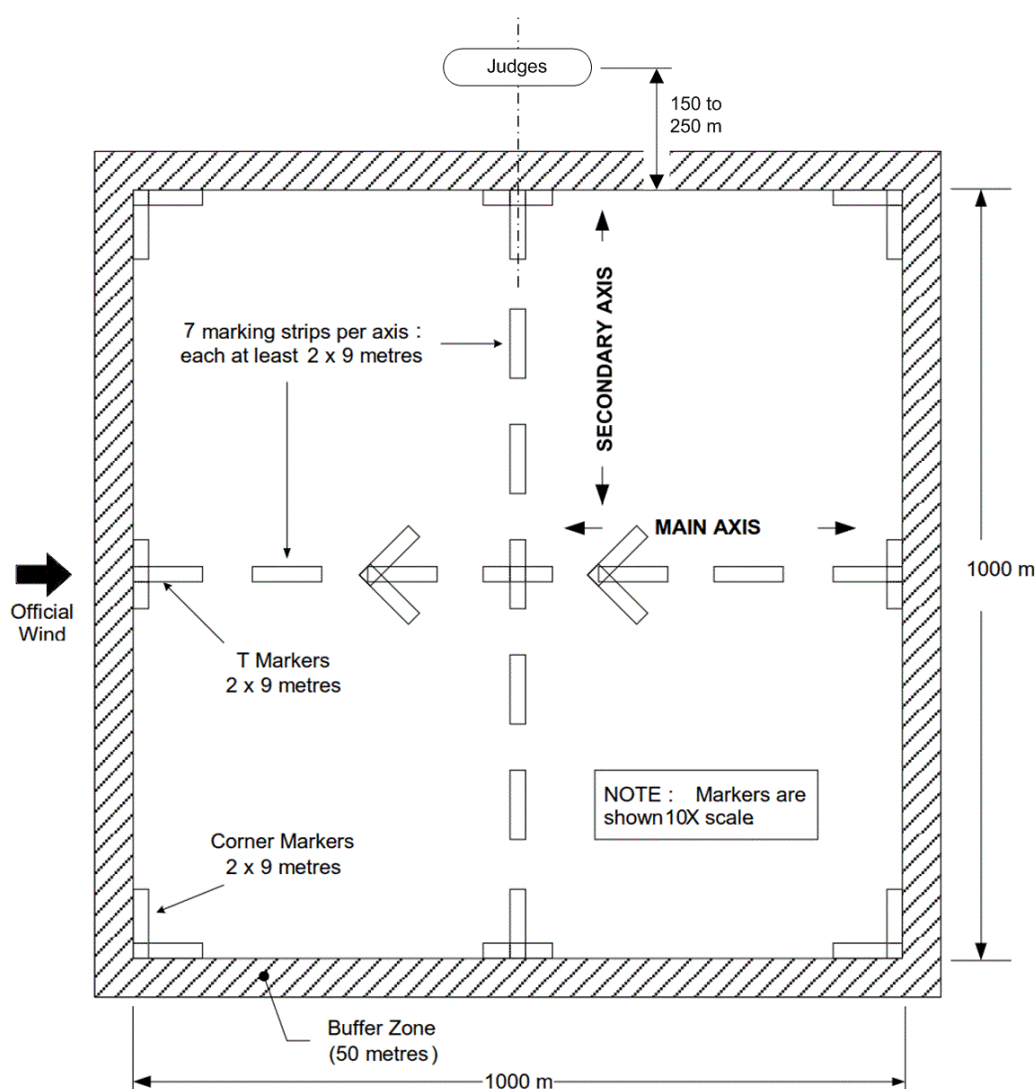 Judges
150 to
250 m
7 marking strips per axis :
each at least 2 x 9 metres
SECONDARY AXIS
MAIN AXIS
1000 m
Official
Wind
T Markers
2 x 9 metres
NOTE : Markers are
shown10X scale
Corner Markers
2 x 9 metres
Buffer Zone
(50 metres)
1000 m